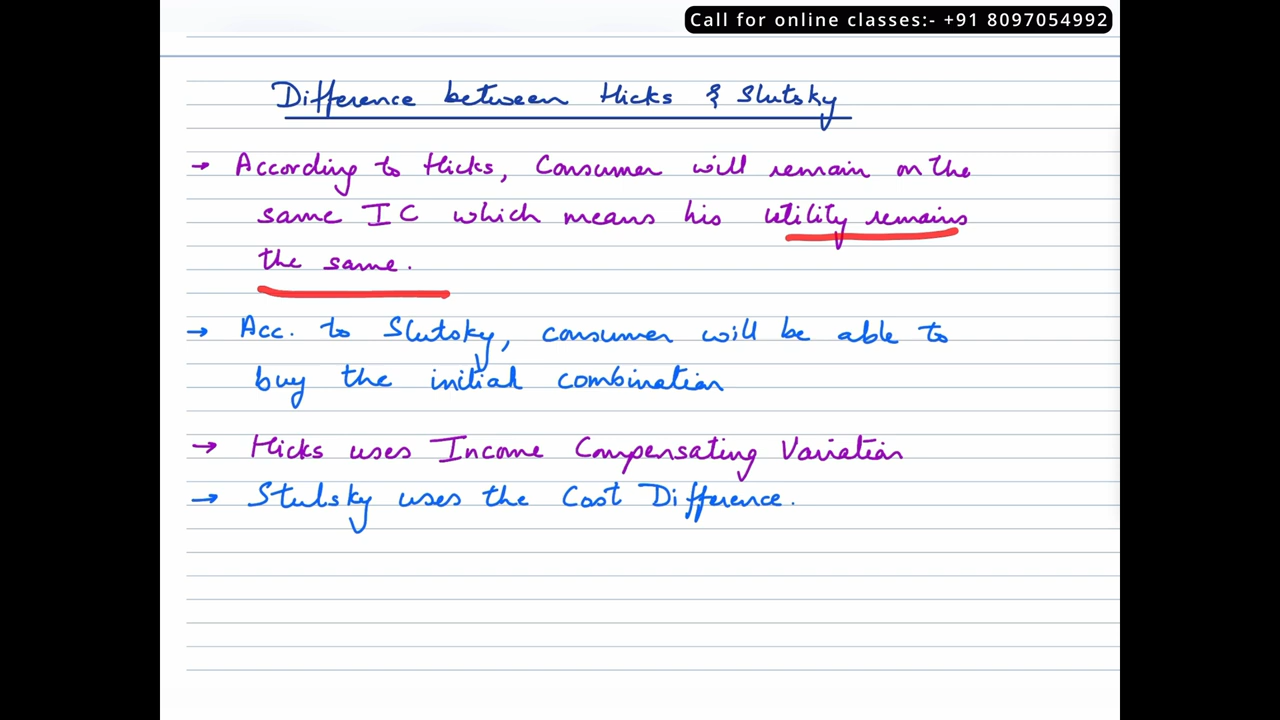 Call for online classes:- +91 8097054992
Difference between Hicks & Slutsky
→ According to Hicks, Consumer will remain on the
same IC which means his utility remains
the same.
→ Acc. to Slutsky, consumer will be able to
buy the initial combination
→ Hicks uses Income Compensating Variation
→ Stulsky uses the Cost Difference.